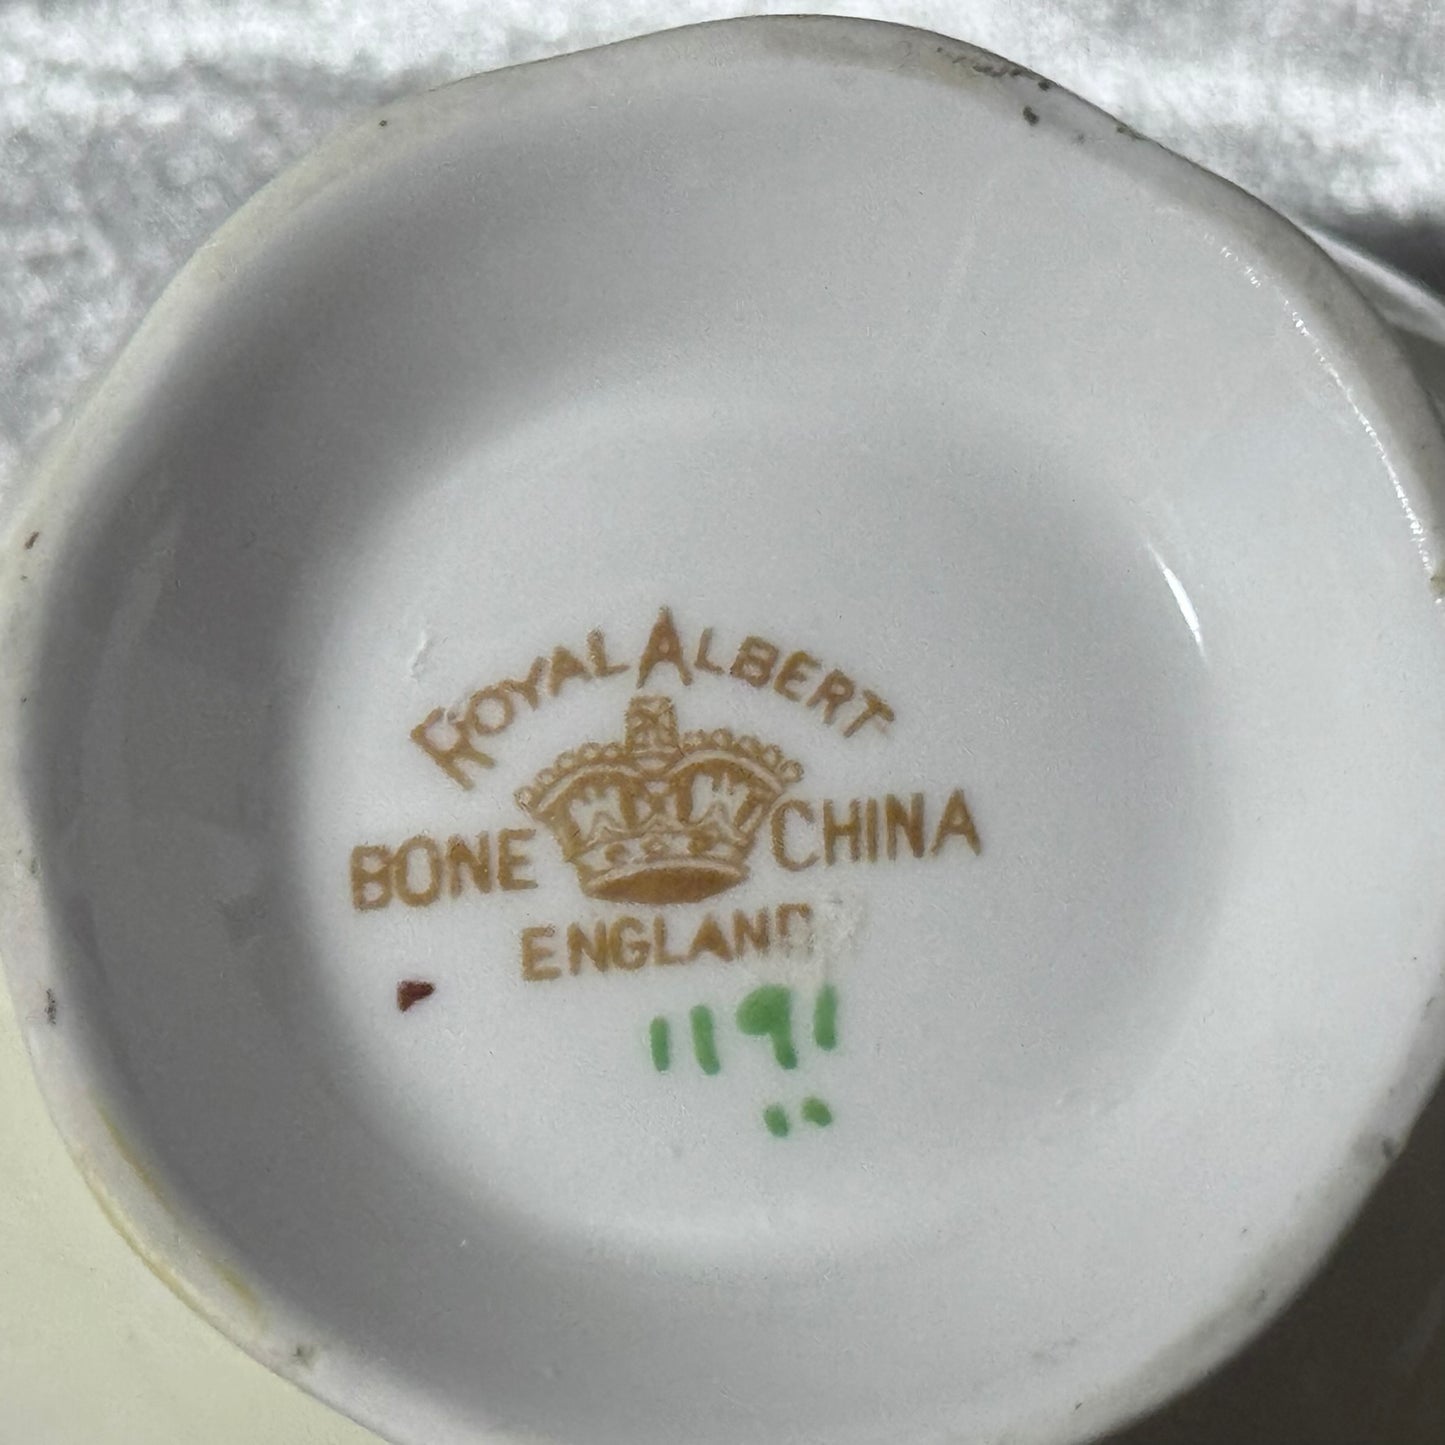 ROYAL ALBERT
BONE CHINA
ENGLAND
1191